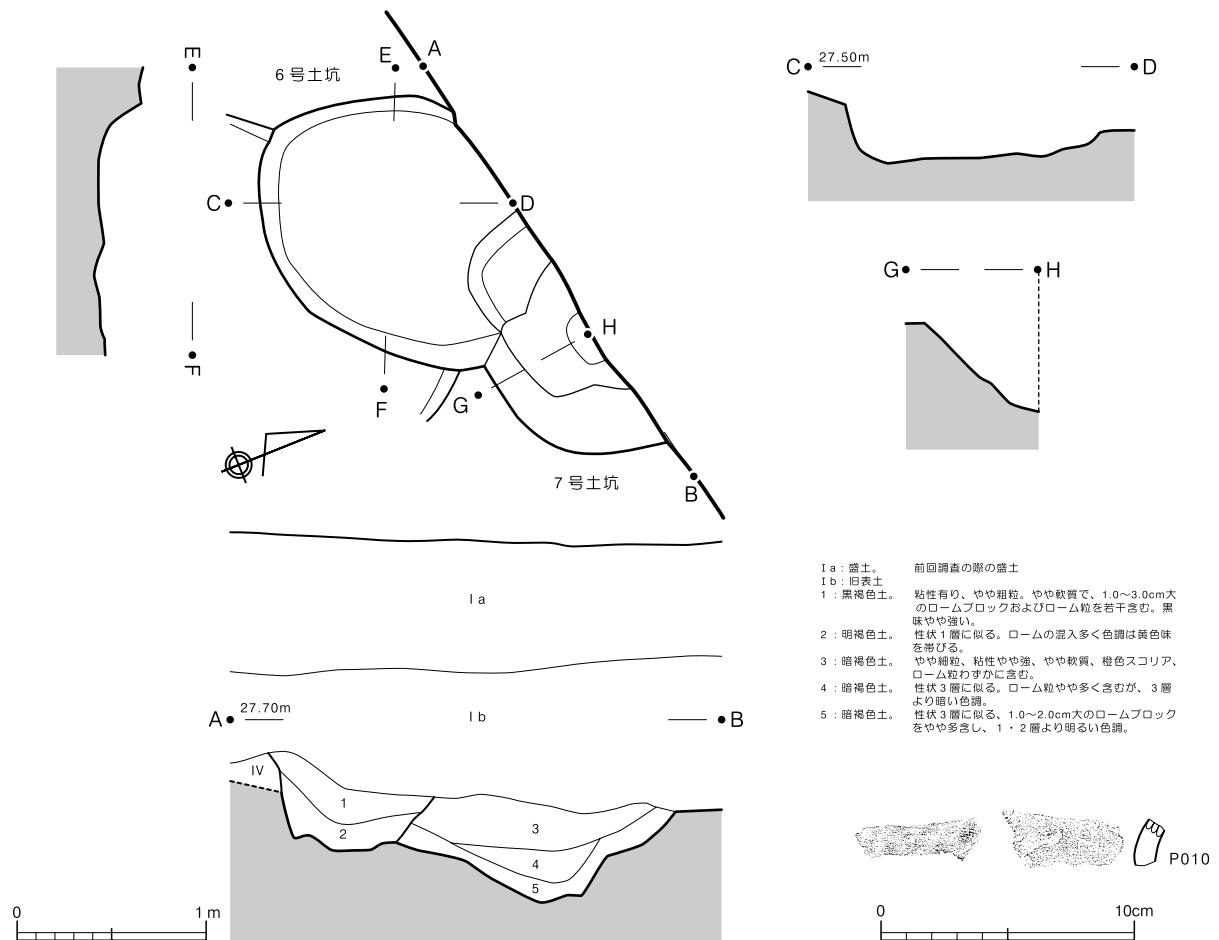 E
F
6 号土坑
E
A
C
D
H
F
G
7 号土坑
B
C
27.50m
D
G
H
Ⅰa
A
27.70m
Ⅰb
B
Ⅳ
1
2
3
4
5
Ⅰa：盛土。 前回調査の際の盛土
Ⅰb：旧表土
1：黒褐色土。 粘性有り、やや粗粒。やや軟質で、1.0〜3.0cm大
のロームブロックおよびローム粒を若干含む。黒
味やや強い。
2：明褐色土。 性状１層に似る。ロームの混入多く色調は黄色味
を帯びる。
3：暗褐色土。 やや細粒、粘性やや強、やや軟質、橙色スコリア、
ローム粒わずかに含む。
4：暗褐色土。 性状３層に似る。ローム粒やや多く含むが、３層
より暗い色調。
5：暗褐色土。 性状３層に似る、1.0〜2.0cm大のロームブロック
をやや多含し、１・２層より明るい色調。
P010
0 1 m
0 10cm